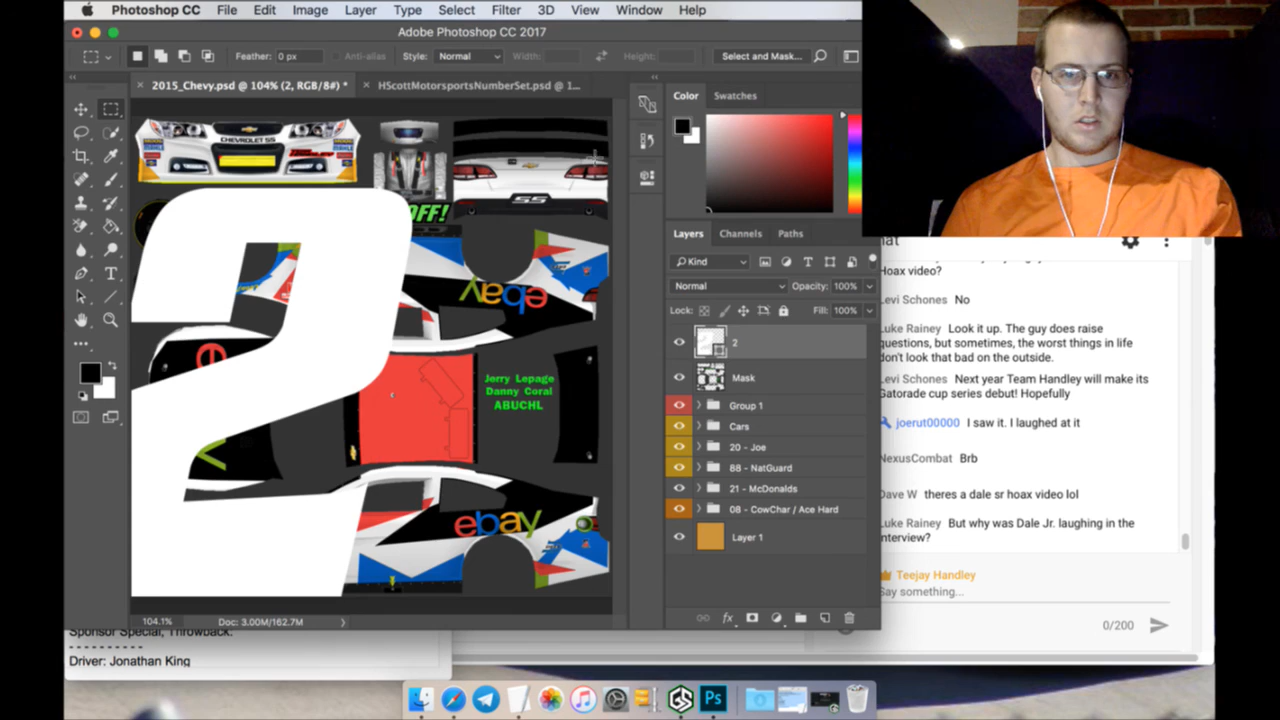 Photoshop CC File Edit Image Layer Type Select Filter 3D View Window Help
Adobe Photoshop CC 2017
Feather: 0 px Anti-alias Style: Normal Width: Height: Select and Mask...
2015_Chevy.psd @ 104% (2, RGB/8#) * HScottMotorsportsNumberSet.psd @ 1...
Color Swatches
CHEVROLET SS
SS
OFF!
ebay
Jerry Lepage
Danny Coral
ABUCHL
2
ebay
Layers Channels Paths
Kind
Normal Opacity: 100%
Lock: Fill: 100%
2
Mask
Group 1
Cars
20 - Joe
88 - NatGuard
21 - McDonalds
08 - CowChar / Ace Hard
Layer 1
104.1% Doc: 3.00M/162.7M
Hoax video?
Levi Schones No
Luke Rainey Look it up. The guy does raise
questions, but sometimes, the worst things in life
don't look that bad on the outside.
Levi Schones Next year Team Handley will make its
Gatorade cup series debut! Hopefully
joerut00000 I saw it. I laughed at it
NexusCombat Brb
Dave W theres a dale sr hoax video lol
Luke Rainey But why was Dale Jr. laughing in the
interview?
Teejay Handley
Say something...
0/200
Sponsor Special, Throwback.
----------
Driver: Jonathan King
Ps